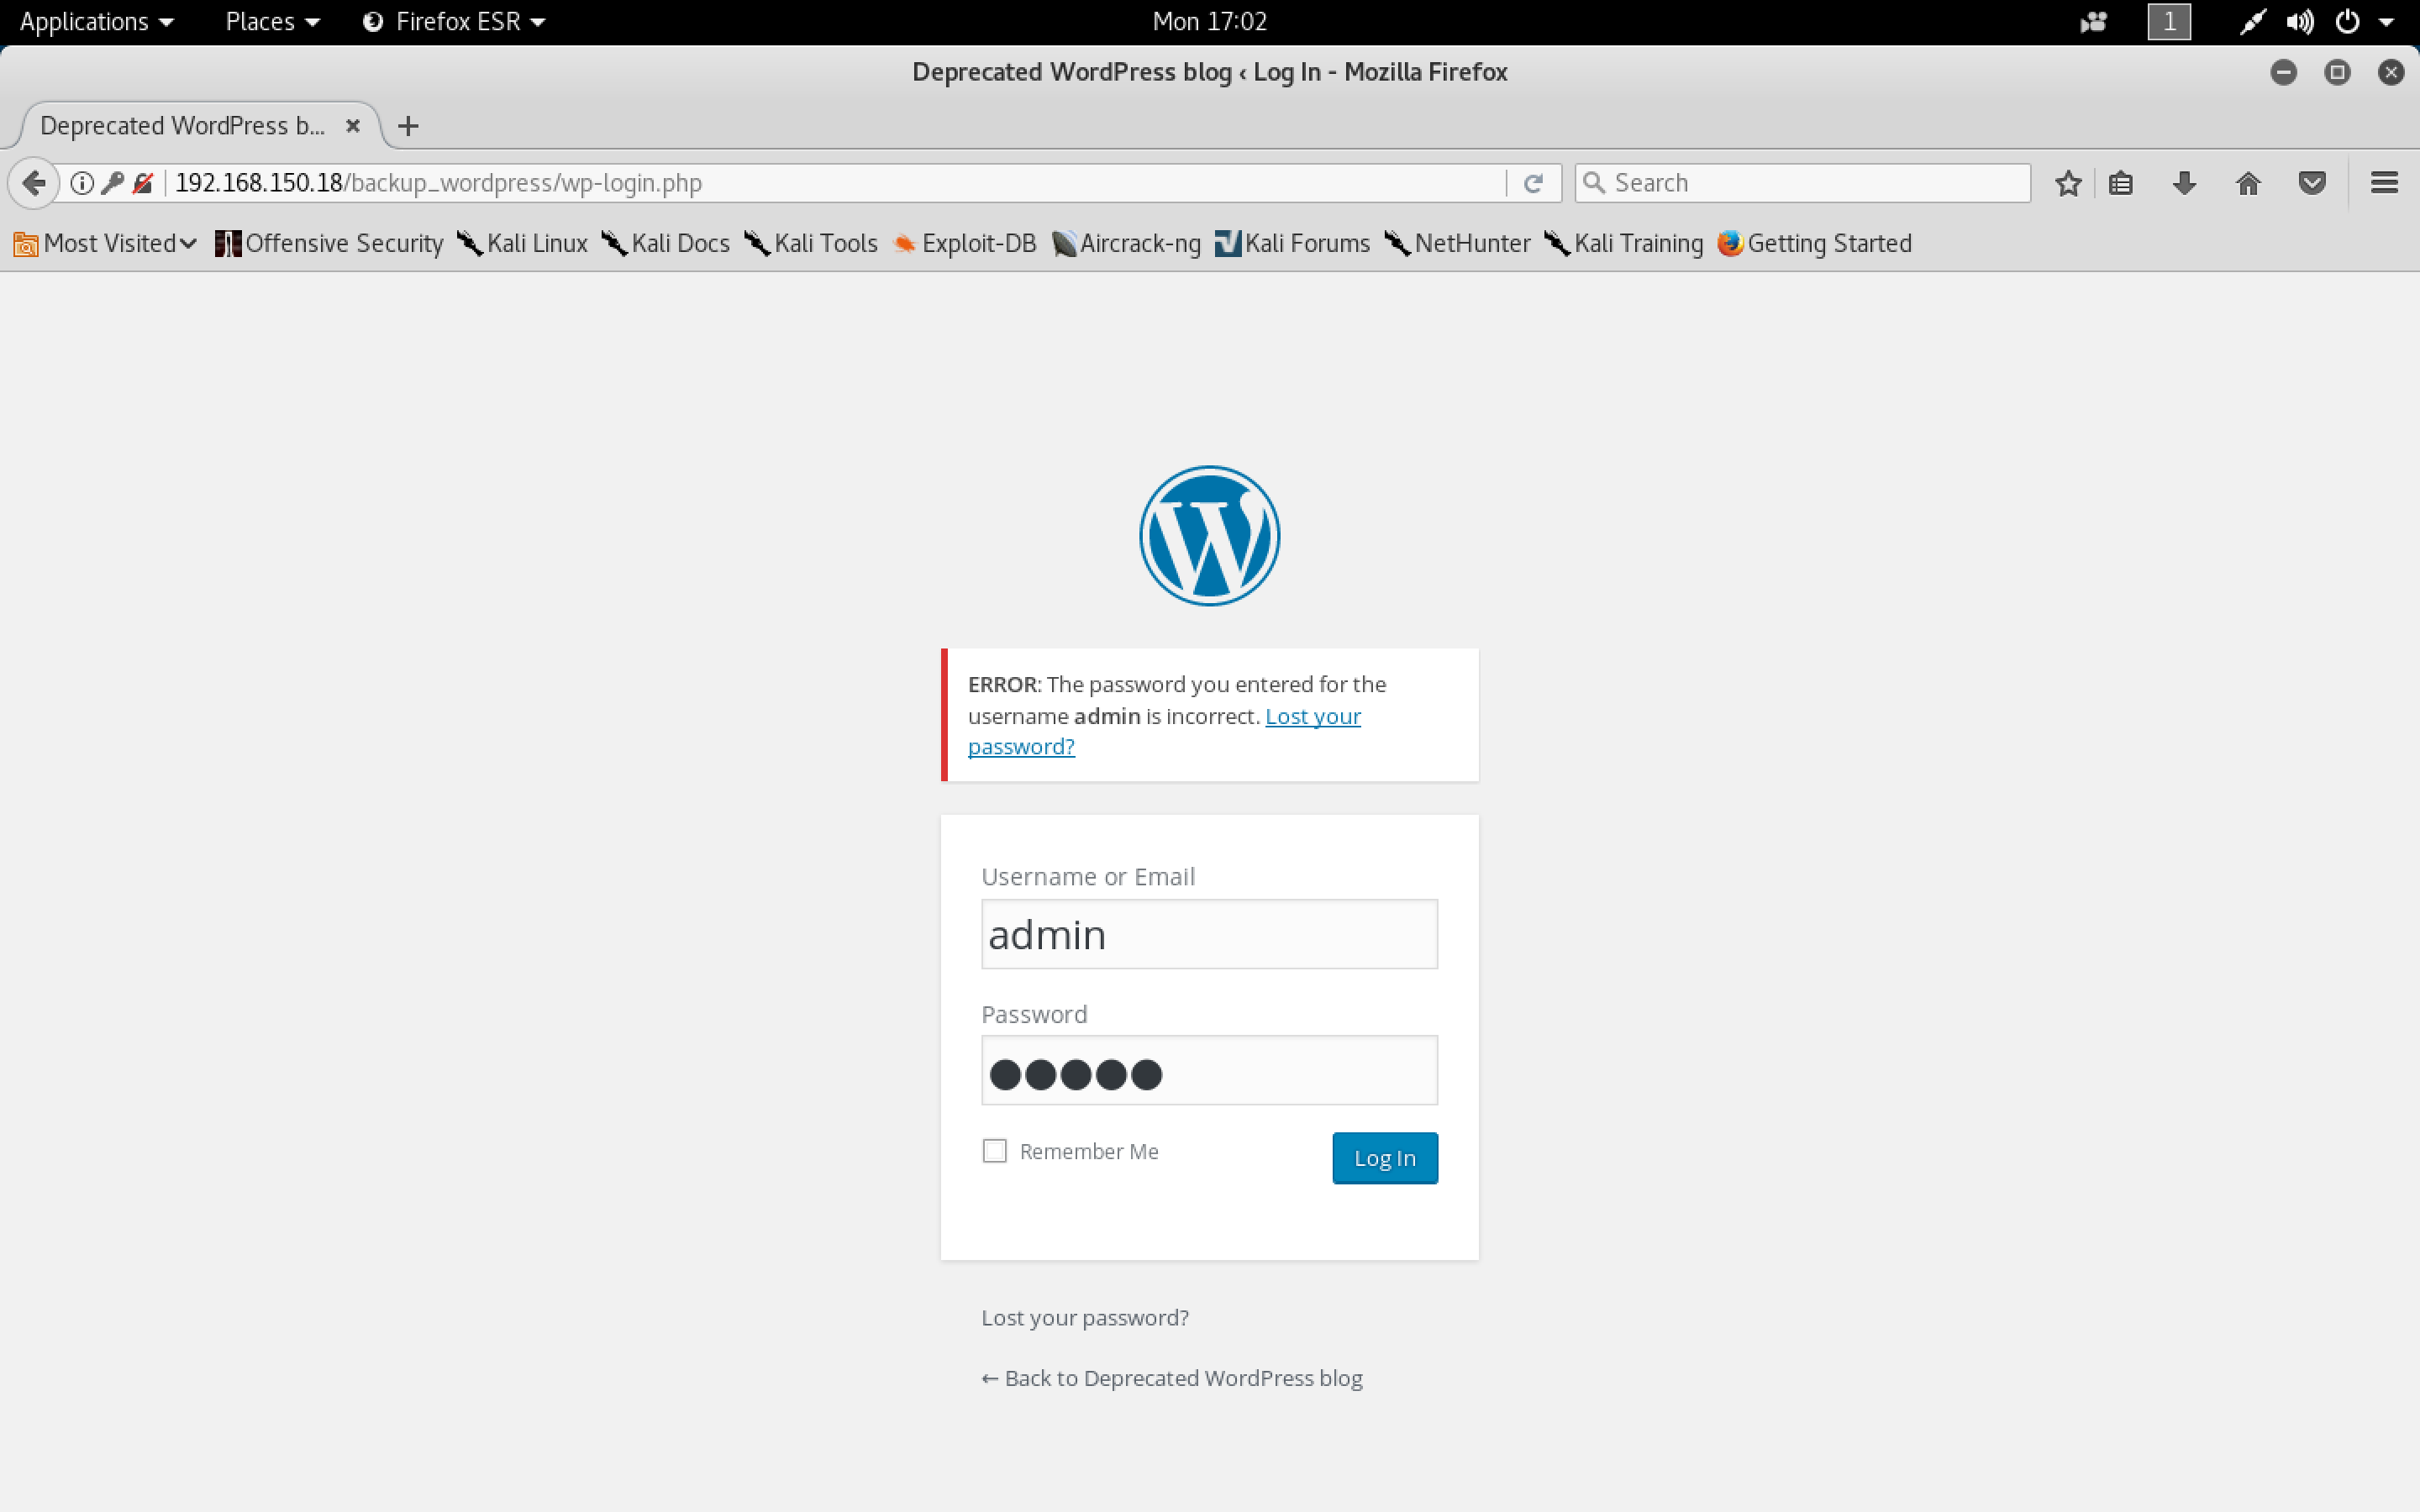 Applications Places Firefox ESR Mon 17:02 1
Deprecated WordPress blog ‹ Log In - Mozilla Firefox
Deprecated WordPress b...
192.168.150.18/backup_wordpress/wp-login.php Search
Most Visited Offensive Security Kali Linux Kali Docs Kali Tools Exploit-DB Aircrack-ng Kali Forums NetHunter Kali Training Getting Started
ERROR: The password you entered for the
username admin is incorrect. Lost your
password?
Username or Email
admin
Password
Remember Me Log In
Lost your password?
← Back to Deprecated WordPress blog